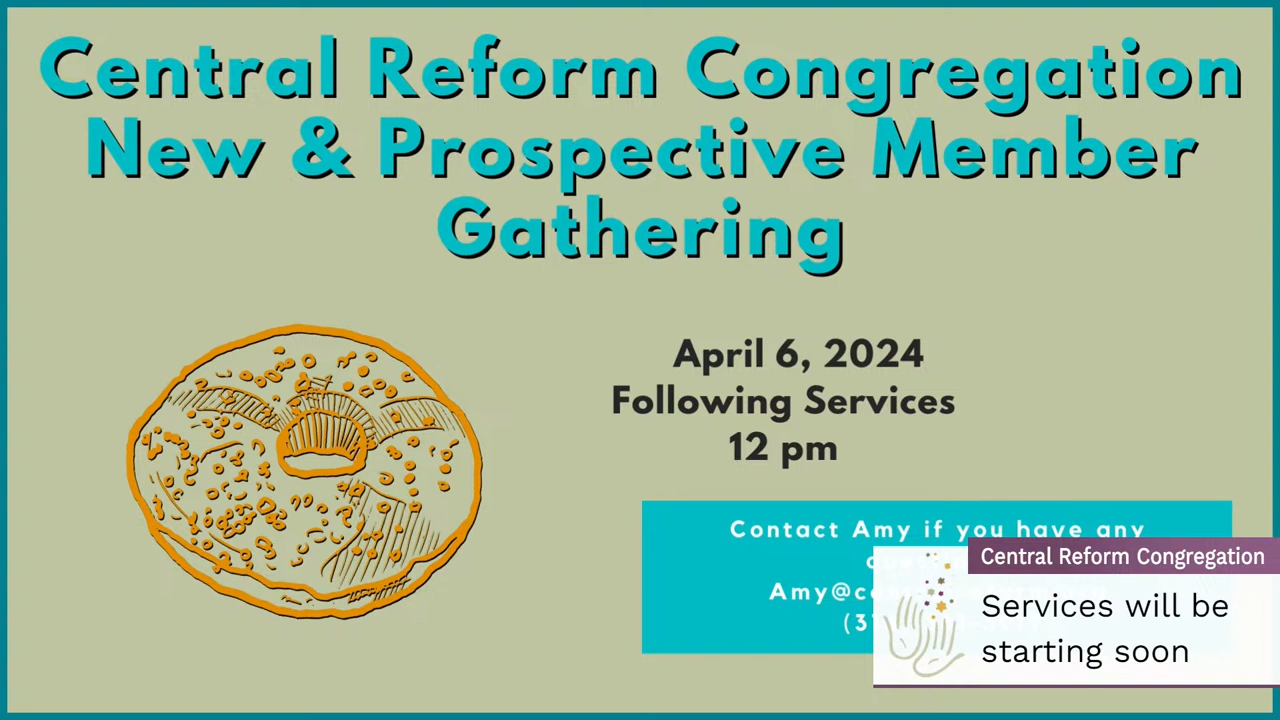 Central Reform Congregation
New & Prospective Member
Gathering
April 6, 2024
Following Services
12 pm
Contact Amy if you have any
Central Reform Congregation
Services will be
starting soon